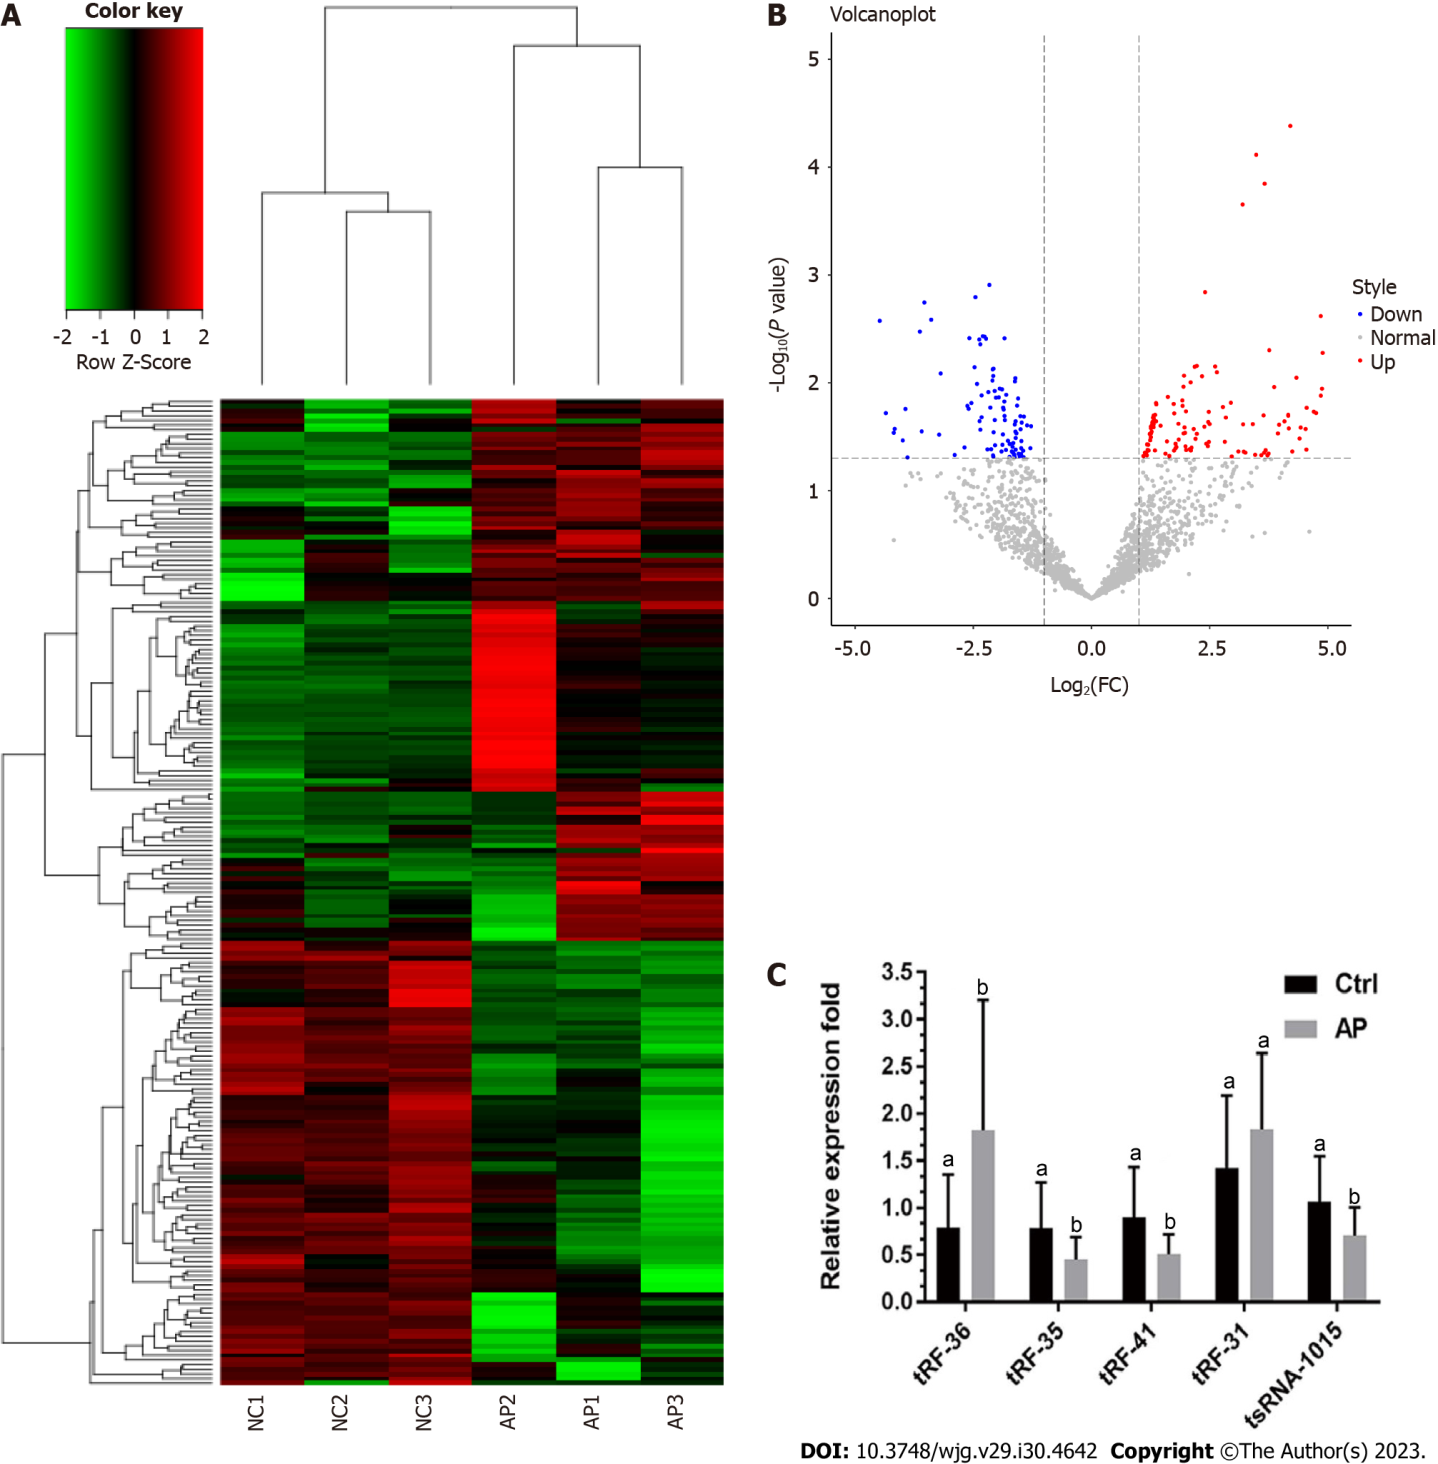 A
Color key
-2 -1 0 1 2
Row Z-Score
NC1 NC2 NC3 AP2 AP1 AP3
B
Volcanoplot
5
4
3
2
1
0
-Log10(P value)
-5.0 -2.5 0.0 2.5 5.0
Log2(FC)
Style
Down
Normal
Up
C
3.5
3.0
2.5
2.0
1.5
1.0
0.5
0.0
Relative expression fold
Ctrl
AP
a b a b a b a a a b
tRF-36 tRF-35 tRF-41 tRF-31 tsRNA-1015
DOI: 10.3748/wjg.v29.i30.4642 Copyright ©The Author(s) 2023.